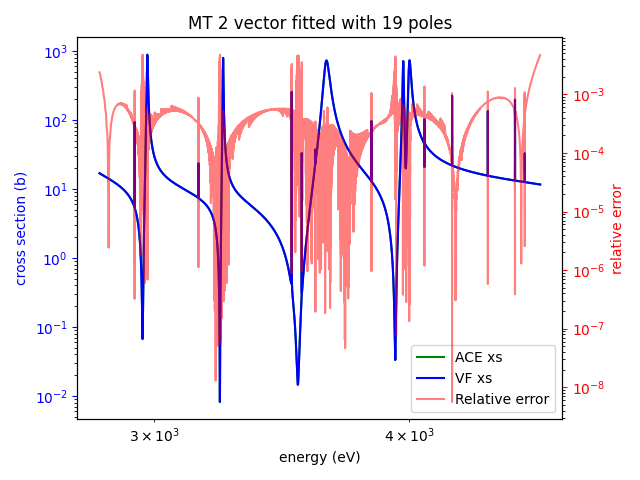 MT 2 vector fitted with 19 poles
10³
10²
10¹
10⁰
10⁻¹
10⁻²
cross section (b)
10⁻³
10⁻⁴
10⁻⁵
10⁻⁶
10⁻⁷
10⁻⁸
relative error
ACE xs
VF xs
Relative error
3 × 10³
4 × 10³
energy (eV)